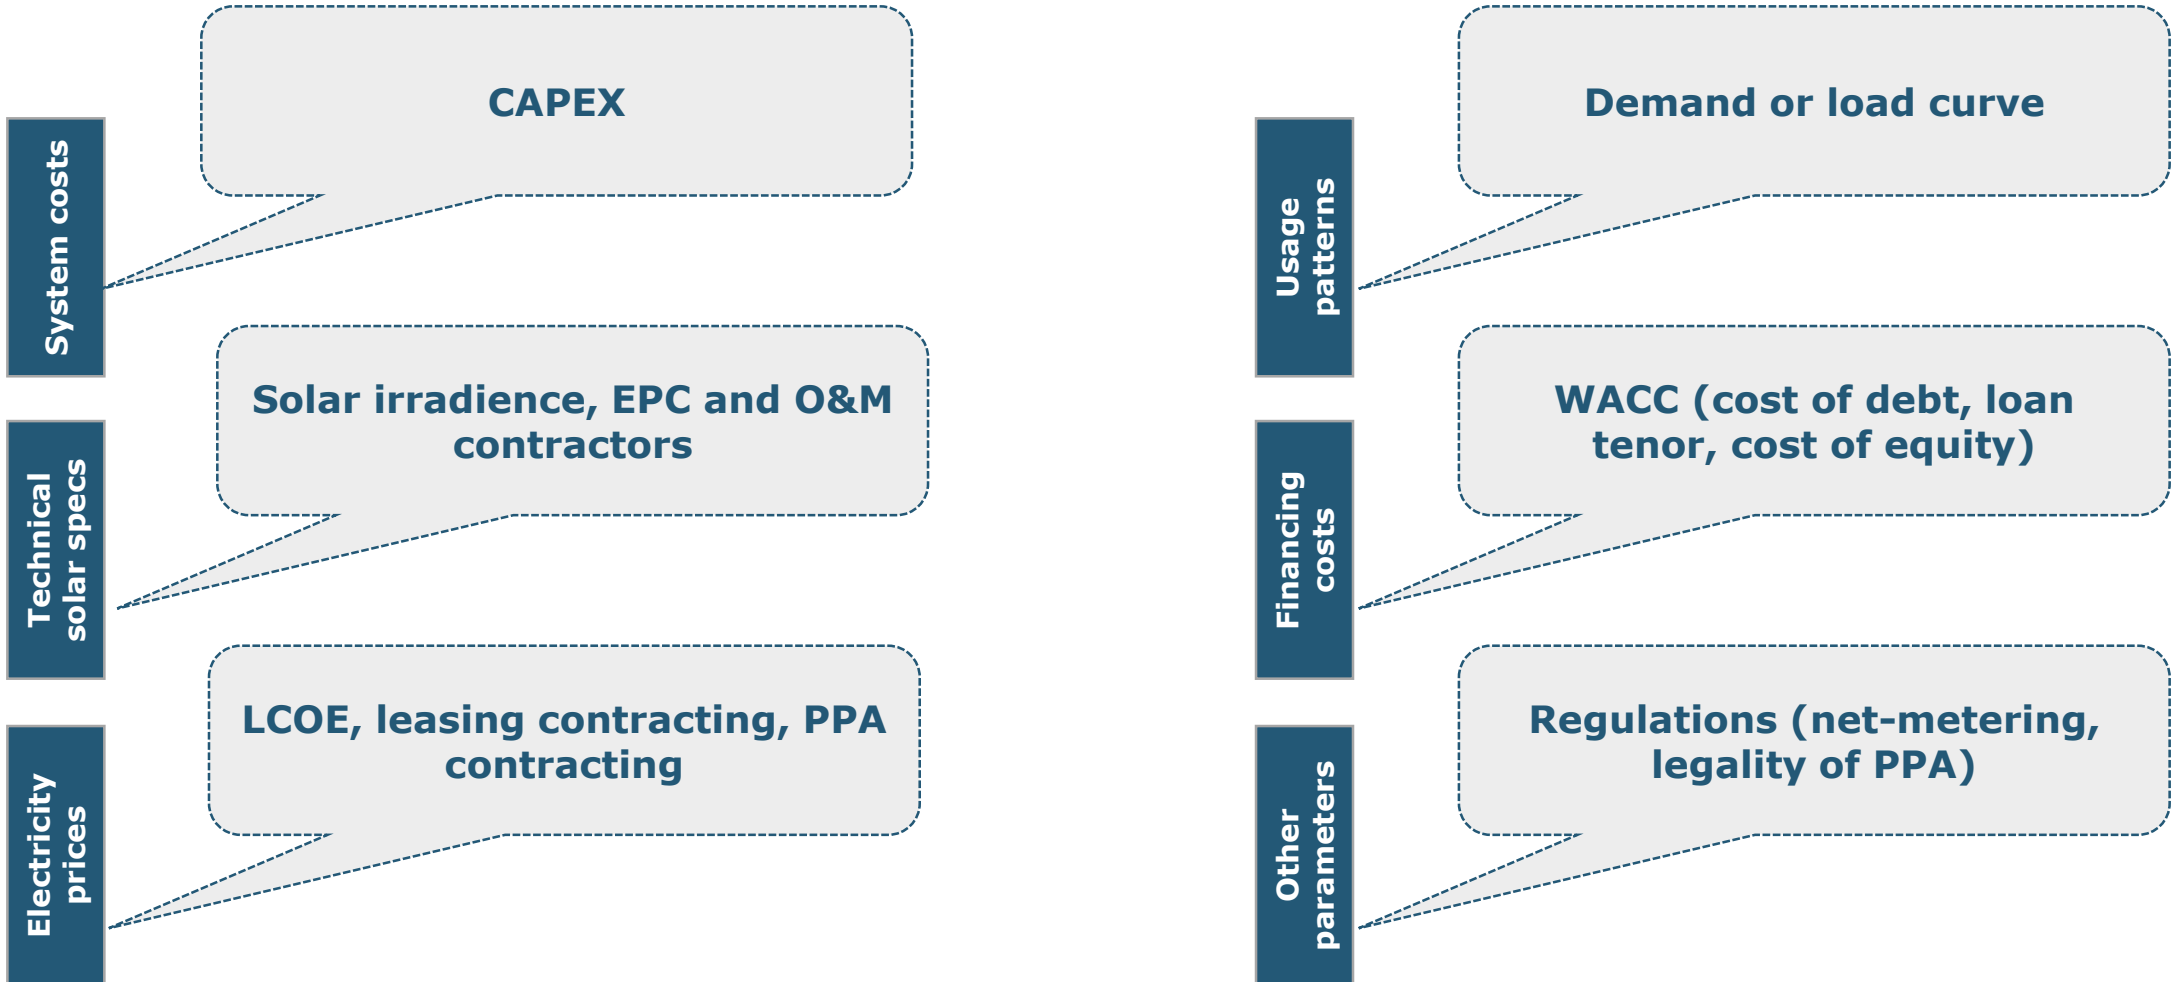 System costs
CAPEX
Technical
solar specs
Solar irradience, EPC and O&M
contractors
Electricity
prices
LCOE, leasing contracting, PPA
contracting
Usage
patterns
Demand or load curve
Financing
costs
WACC (cost of debt, loan
tenor, cost of equity)
Other
parameters
Regulations (net-metering,
legality of PPA)